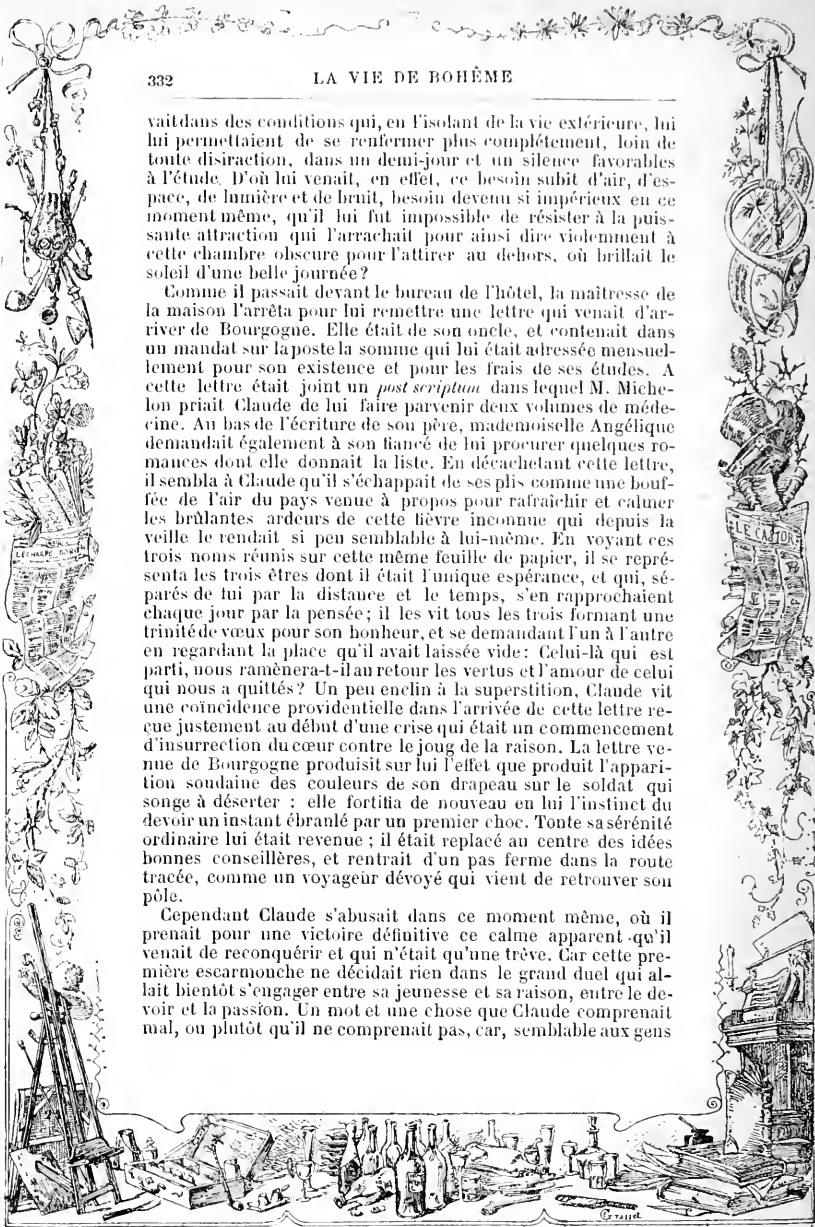 332
LA VIE DE BOHÊME
vait dans des conditions qui, en l'isolant de la vie extérieure, lui
lui permettaient de se renfermer plus complétement, loin de
toute disiraction, dans un demi-jour et un silence favorables
à l'étude. D'où lui venait, en effet, ce besoin subit d'air, d'es-
pace, de lumière et de bruit, besoin devenu si impérieux en ce
moment même, qu'il lui fut impossible de résister à la puis-
sante attraction qui l'arrachait pour ainsi dire violemment à
cette chambre obscure pour l'attirer au dehors, où brillait le
soleil d'une belle journée?
Comme il passait devant le bureau de l'hôtel, la maîtresse de
la maison l'arrêta pour lui remettre une lettre qui venait d'ar-
river de Bourgogne. Elle était de son oncle, et contenait dans
un mandat sur la poste la somme qui lui était adressée mensuel-
lement pour son existence et pour les frais de ses études. A
cette lettre était joint un post scriptum dans lequel M. Miche-
lon priait Claude de lui faire parvenir deux volumes de méde-
cine. Au bas de l'écriture de son père, mademoiselle Angélique
demandait également à son fiancé de lui procurer quelques ro-
mances dont elle donnait la liste. En décachetant cette lettre,
il sembla à Claude qu'il s'échappait de ses plis comme une bouf-
fée de l'air du pays venue à propos pour rafraîchir et calmer
les brûlantes ardeurs de cette fièvre inconnue qui depuis la
veille le rendait si peu semblable à lui-même. En voyant ces
trois noms réunis sur cette même feuille de papier, il se repré-
senta les trois êtres dont il était l'unique espérance, et qui, sé-
parés de lui par la distance et le temps, s'en rapprochaient
chaque jour par la pensée; il les vit tous les trois formant une
trinité de vœux pour son bonheur, et se demandant l'un à l'autre
en regardant la place qu'il avait laissée vide: Celui-là qui est
parti, nous ramènera-t-il au retour les vertus et l'amour de celui
qui nous a quittés? Un peu enclin à la superstition, Claude vit
une coïncidence providentielle dans l'arrivée de cette lettre re-
çue justement au début d'une crise qui était un commencement
d'insurrection du cœur contre le joug de la raison. La lettre ve-
nue de Bourgogne produisit sur lui l'effet que produit l'appari-
tion soudaine des couleurs de son drapeau sur le soldat qui
songe à déserter : elle fortifia de nouveau en lui l'instinct du
devoir un instant ébranlé par un premier choc. Toute sa sérénité
ordinaire lui était revenue ; il était replacé au centre des idées
bonnes conseillères, et rentrait d'un pas ferme dans la route
tracée, comme un voyageur dévoyé qui vient de retrouver son
pôle.
Cependant Claude s'abusait dans ce moment même, où il
prenait pour une victoire définitive ce calme apparent qu'il
venait de reconquérir et qui n'était qu'une trève. Car cette pre-
mière escarmouche ne décidait rien dans le grand duel qui al-
lait bientôt s'engager entre sa jeunesse et sa raison, entre le de-
voir et la passion. Un mot et une chose que Claude comprenait
mal, ou plutôt qu'il ne comprenait pas, car, semblable aux gens
LECHARPE
LE CASTOR